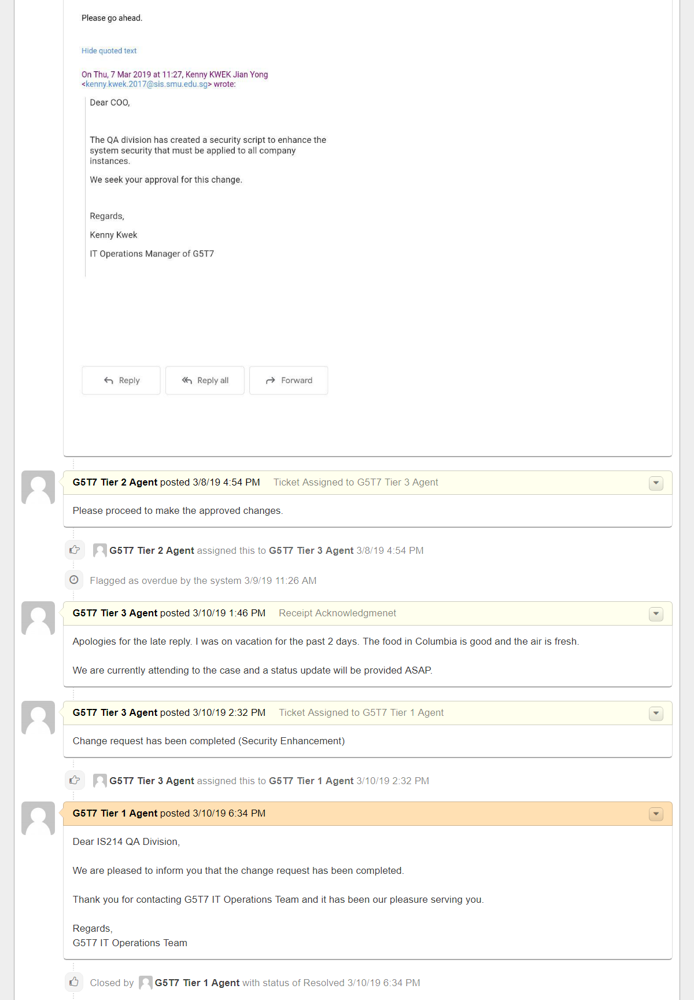 Please go ahead.
Hide quoted text
On Thu, 7 Mar 2019 at 11:27, Kenny KWEK Jian Yong
<kenny.kwek.2017@sis.smu.edu.sg> wrote:
Dear COO,
The QA division has created a security script to enhance the
system security that must be applied to all company
instances.
We seek your approval for this change.
Regards,
Kenny Kwek
IT Operations Manager of G5T7
Reply Reply all Forward
G5T7 Tier 2 Agent posted 3/8/19 4:54 PM Ticket Assigned to G5T7 Tier 3 Agent
Please proceed to make the approved changes.
G5T7 Tier 2 Agent assigned this to G5T7 Tier 3 Agent 3/8/19 4:54 PM
Flagged as overdue by the system 3/9/19 11:26 AM
G5T7 Tier 3 Agent posted 3/10/19 1:46 PM Receipt Acknowledgmenet
Apologies for the late reply. I was on vacation for the past 2 days. The food in Columbia is good and the air is fresh.
We are currently attending to the case and a status update will be provided ASAP.
G5T7 Tier 3 Agent posted 3/10/19 2:32 PM Ticket Assigned to G5T7 Tier 1 Agent
Change request has been completed (Security Enhancement)
G5T7 Tier 3 Agent assigned this to G5T7 Tier 1 Agent 3/10/19 2:32 PM
G5T7 Tier 1 Agent posted 3/10/19 6:34 PM
Dear IS214 QA Division,
We are pleased to inform you that the change request has been completed.
Thank you for contacting G5T7 IT Operations Team and it has been our pleasure serving you.
Regards,
G5T7 IT Operations Team
Closed by G5T7 Tier 1 Agent with status of Resolved 3/10/19 6:34 PM